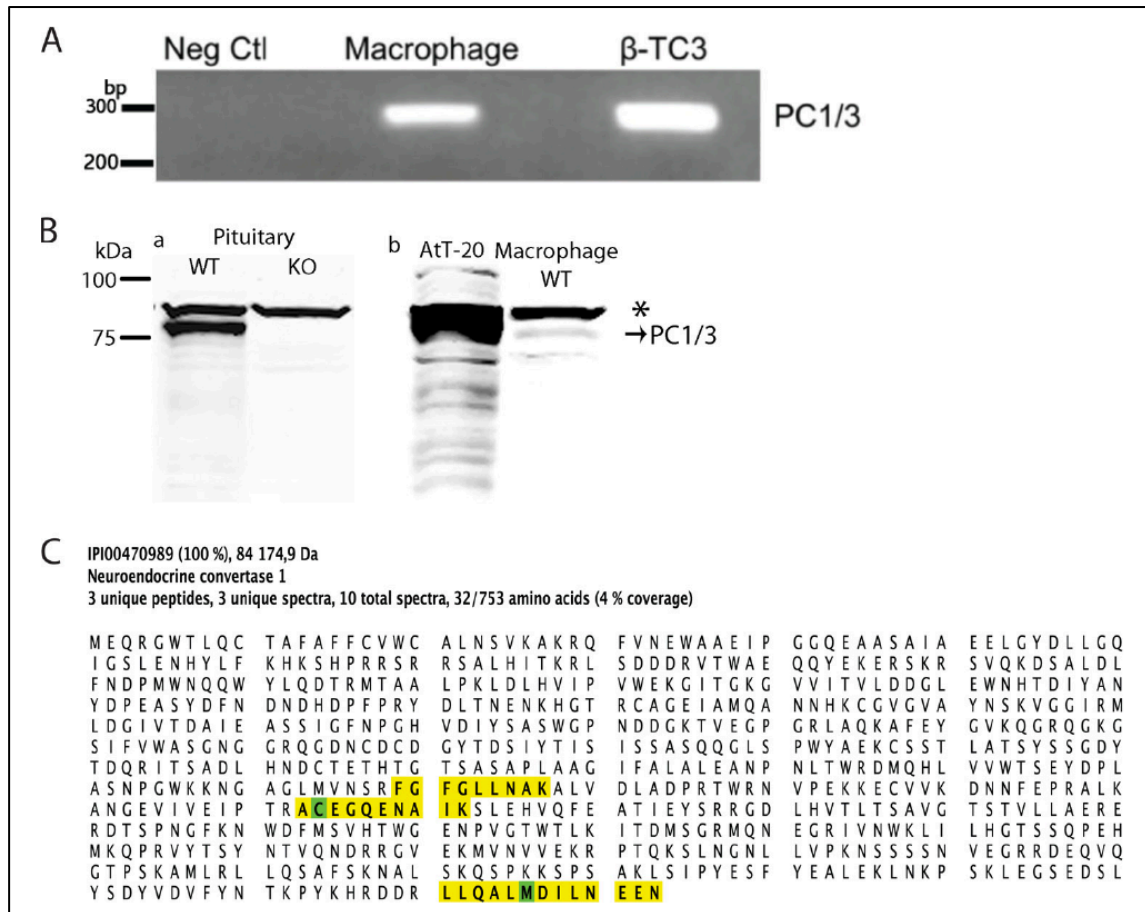 A
Neg Ctl Macrophage β-TC3
bp
300
200
PC1/3
B
kDa
a Pituitary
WT KO
100
75
b AtT-20 Macrophage
WT
*
→PC1/3
C
IPI00470989 (100 %), 84 174,9 Da
Neuroendocrine convertase 1
3 unique peptides, 3 unique spectra, 10 total spectra, 32/753 amino acids (4 % coverage)
MEQRGWTLQC TAFAFFCVWC ALNSVKAKRQ FVNEWAAEIP GGQEAASAIA EELGYDLLGQ
IGSLENHYLF KHKSHPRRSR RSALHITKRL SDDDRVTWAE QQYEKERSKR SVQKDSALDL
FNDPMWNQQW YLQDTRMTAA LPKLDLHVIP VWEKGITGKG VVITVLDDGL EWNHTDIYAN
YDPEASYDFN DNDHDPFPRY DLTNENKHGT RCAGEIAMQA NNHKCGVGVA YNSKVGGIRM
LDGIVTDAIE ASSIGFNPGH VDIYSASWGP NDDGKTVEGP GRLAQKAFEY GVKQGRQGKG
SIFVWASGNG GRQGDNCDCD GYTDSIYTIS ISSASQQGLS PWYAEKCSST LATSYSSGDY
TDQRITSADL HNDCTETHTG TSASAPLAAG IFALALEANP NLTWRDMQHL VVWTSEYDPL
ASNPGWKKNG AGLMVNSRFG FGLLNAKALV DLADPRTWRN VPEKKECVVK DNNFEPRALK
ANGEVIVEIP TRACEGQENA IKSLEHVQFE ATIEYSRRGD LHVTLTSAVG TSTVLLAERE
RDTSPNGFKN WDFMSVHTWG ENPVGTWTLK ITDMSGRMQN EGRIVNWKLI LHGTSSQPEH
MKQPRVYTSY NTVQNDRRGV EKMVNVVEKR PTQKSLNGNL LVPKNSSSSN VEGRRDEQVQ
GTPSKAMLRL LQSAFSKNAL SKQSPKKSPS AKLSIPYESF YEALEKLNKP SKLEGSEDSL
YSDYVDVFYN TKPYKHRDDR LLQALMDILN EEN